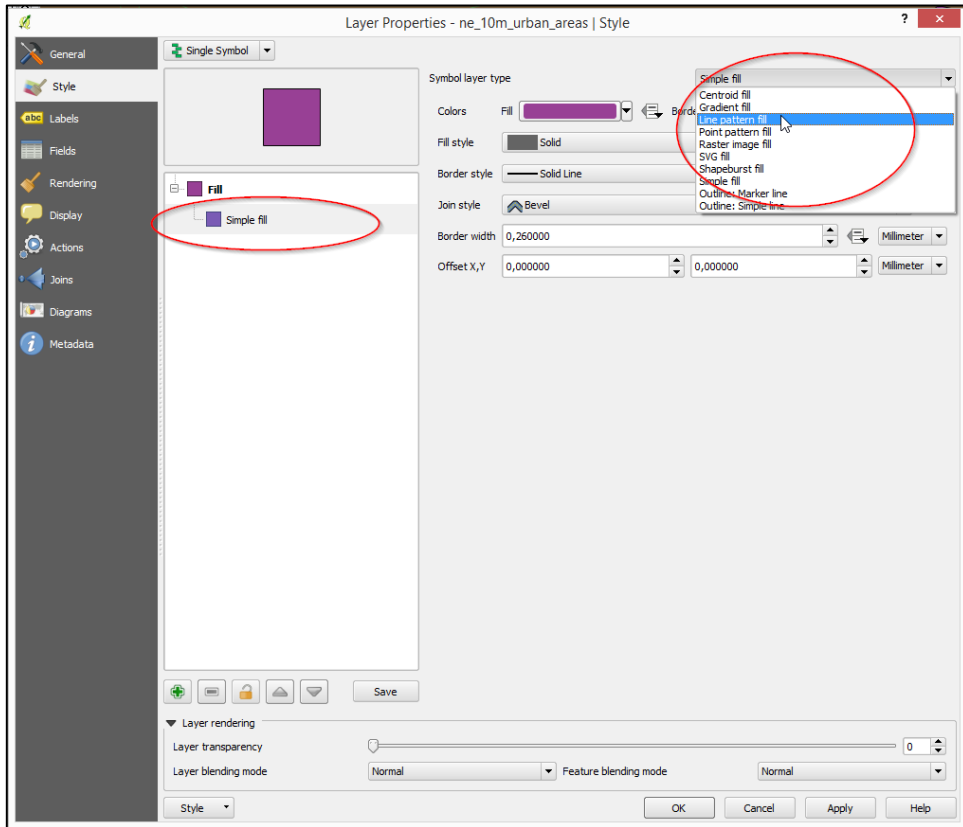 Layer Properties - ne_10m_urban_areas | Style
? ×
General
Style
abc Labels
Fields
Rendering
Display
Actions
Joins
Diagrams
i Metadata
Single Symbol
Fill
Simple fill
Save
Symbol layer type
Simple fill
Centroid fill
Gradient fill
Line pattern fill
Point pattern fill
Raster image fill
SVG fill
Shapeburst fill
Simple fill
Outline: Marker line
Outline: Simple line
Colors Fill Borde
Fill style Solid
Border style Solid Line
Join style Bevel
Border width 0,260000 Millimeter
Offset X,Y 0,000000 0,000000 Millimeter
Layer rendering
Layer transparency 0
Layer blending mode Normal Feature blending mode Normal
Style OK Cancel Apply Help